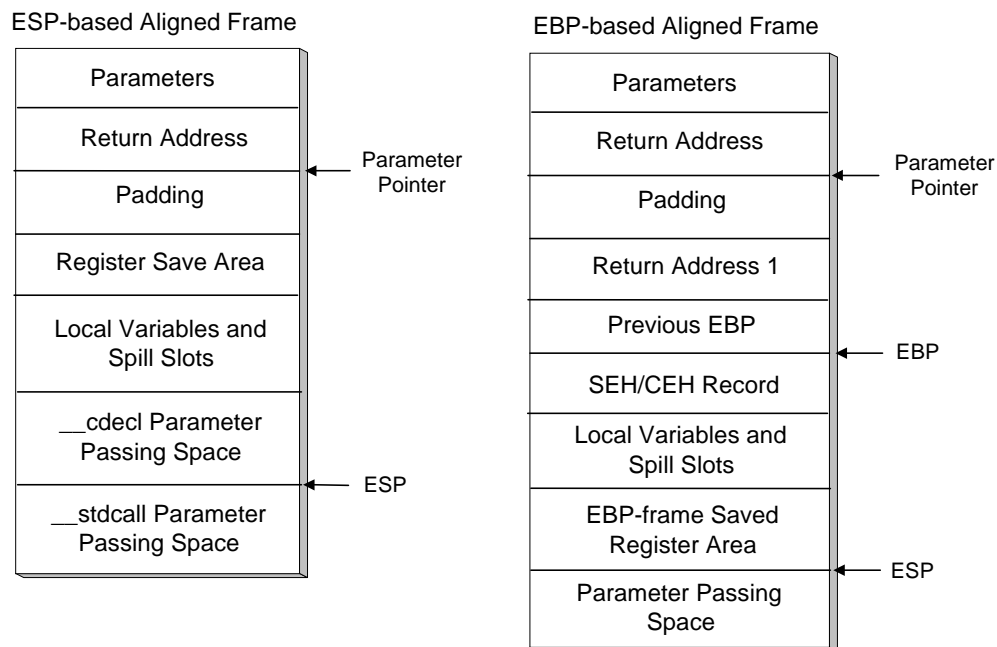 ESP-based Aligned Frame
Parameters
Return Address
Parameter
Pointer
Padding
Register Save Area
Local Variables and
Spill Slots
__cdecl Parameter
Passing Space
ESP
__stdcall Parameter
Passing Space
EBP-based Aligned Frame
Parameters
Return Address
Parameter
Pointer
Padding
Return Address 1
Previous EBP
EBP
SEH/CEH Record
Local Variables and
Spill Slots
EBP-frame Saved
Register Area
ESP
Parameter Passing
Space